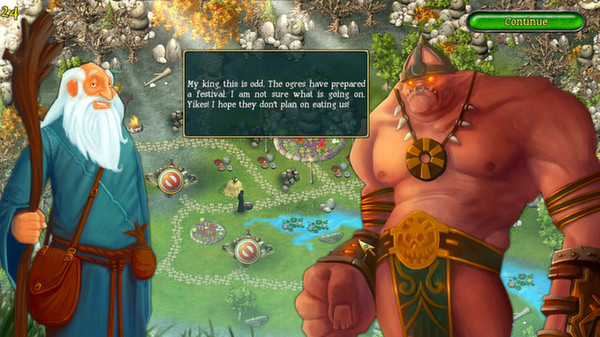 24
Continue
My king, this is odd. The ogres have prepared
a festival. I am not sure what is going on.
Yikes! I hope they don't plan on eating us!